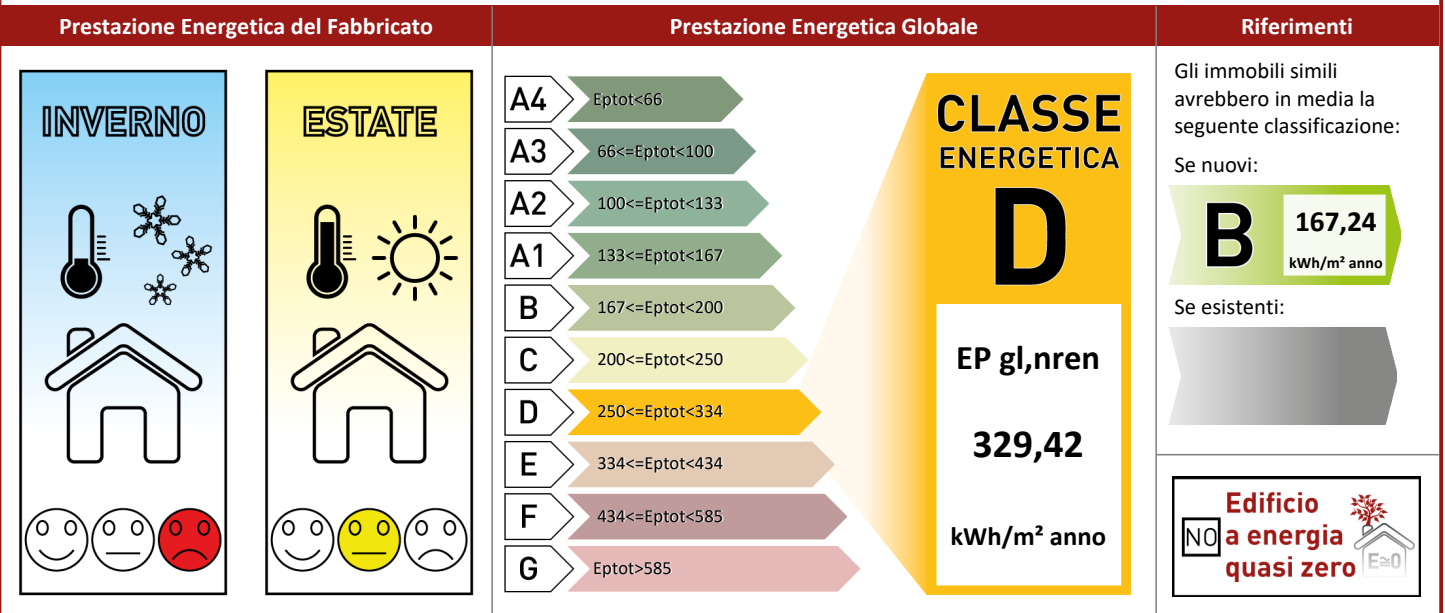 Prestazione Energetica del Fabbricato
Prestazione Energetica Globale
Riferimenti
INVERNO
ESTATE
A4 Eptot<66
A3 66<=Eptot<100
A2 100<=Eptot<133
A1 133<=Eptot<167
B 167<=Eptot<200
C 200<=Eptot<250
D 250<=Eptot<334
E 334<=Eptot<434
F 434<=Eptot<585
G Eptot>585
CLASSE
ENERGETICA
D
EP gl,nren
329,42
kWh/m² anno
Gli immobili simili
avrebbero in media la
seguente classificazione:
Se nuovi:
B
167,24
kWh/m² anno
Se esistenti:
Edificio
NO a energia
quasi zero
E≃0